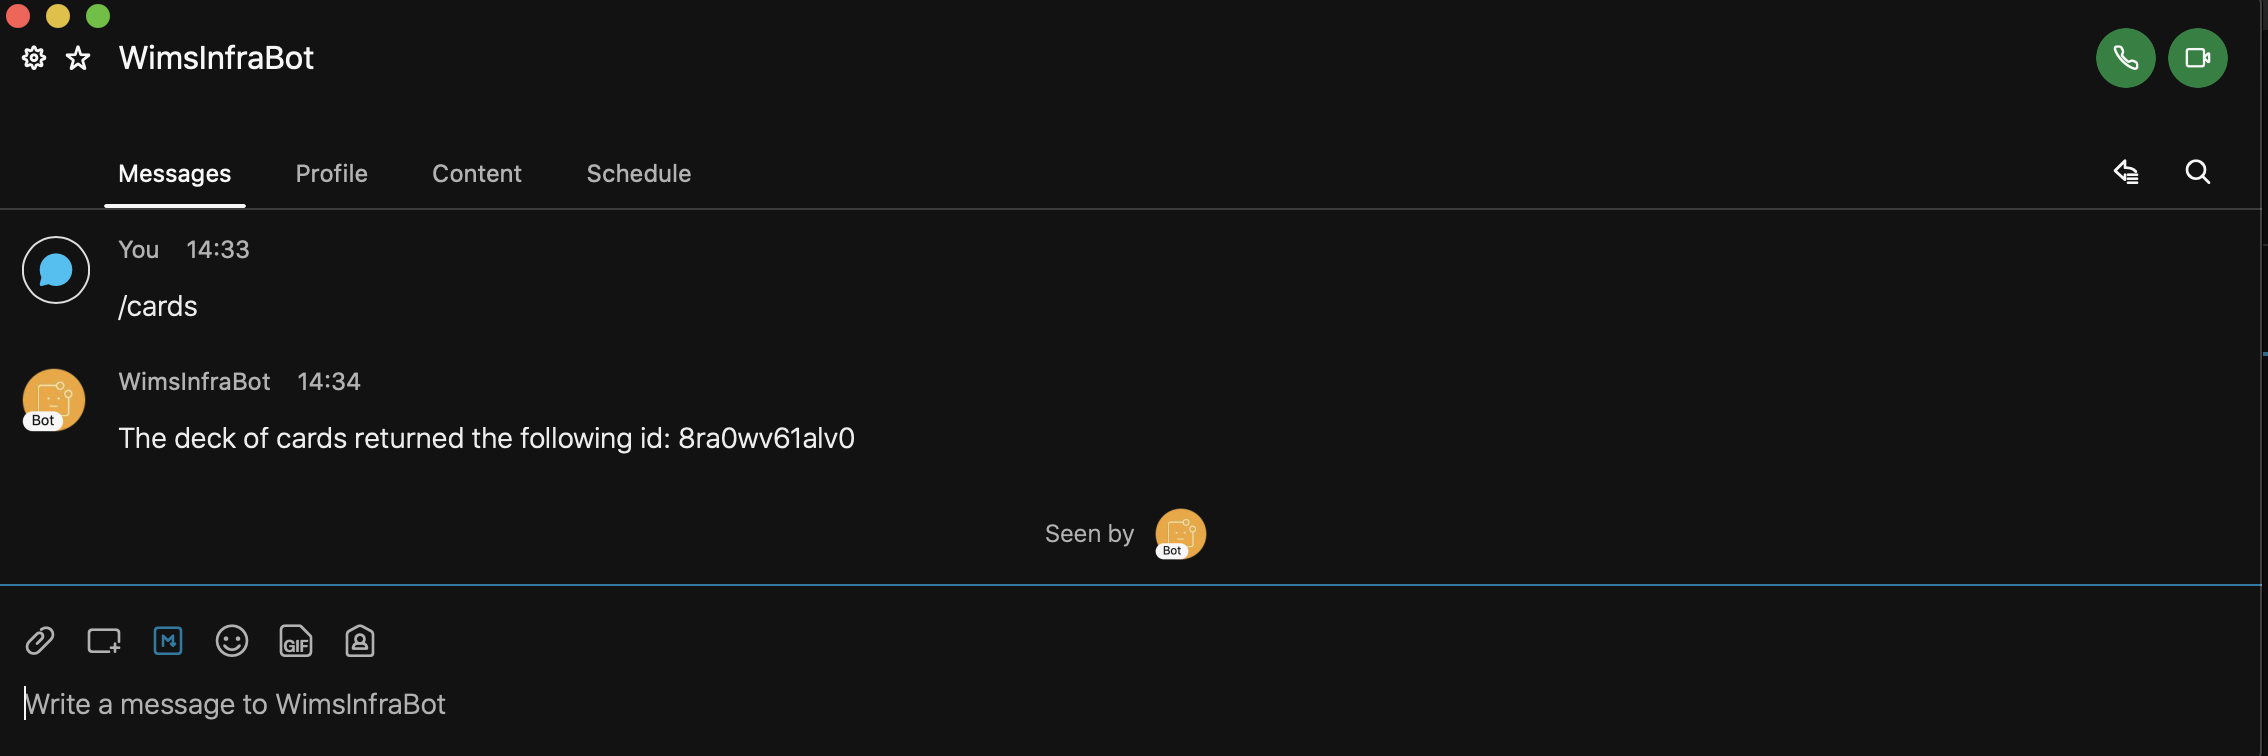 WimsInfraBot
Messages Profile Content Schedule
You 14:33
/cards
WimsInfraBot 14:34
Bot
The deck of cards returned the following id: 8ra0wv61alv0
Seen by Bot
M GIF
Write a message to WimsInfraBot